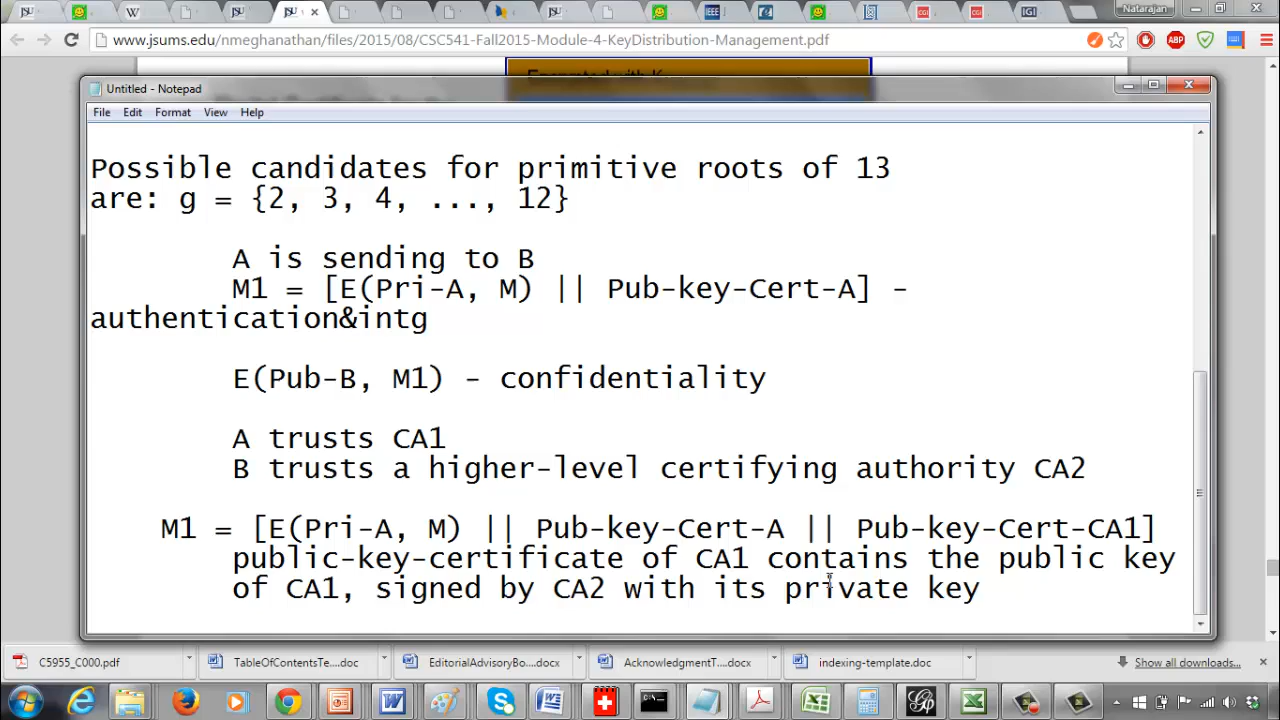 Natarajan
www.jsums.edu/nmeghanathan/files/2015/08/CSC541-Fall2015-Module-4-KeyDistribution-Management.pdf
Untitled - Notepad
File Edit Format View Help
Possible candidates for primitive roots of 13
are: g = {2, 3, 4, ..., 12}
A is sending to B
M1 = [E(Pri-A, M) || Pub-key-Cert-A] -
authentication&intg
E(Pub-B, M1) - confidentiality
A trusts CA1
B trusts a higher-level certifying authority CA2
M1 = [E(Pri-A, M) || Pub-key-Cert-A || Pub-key-Cert-CA1]
public-key-certificate of CA1 contains the public key
of CA1, signed by CA2 with its private key
C5955_C000.pdf TableOfContentsTe....doc EditorialAdvisoryBo....docx AcknowledgmentT....docx indexing-template.doc Show all downloads...